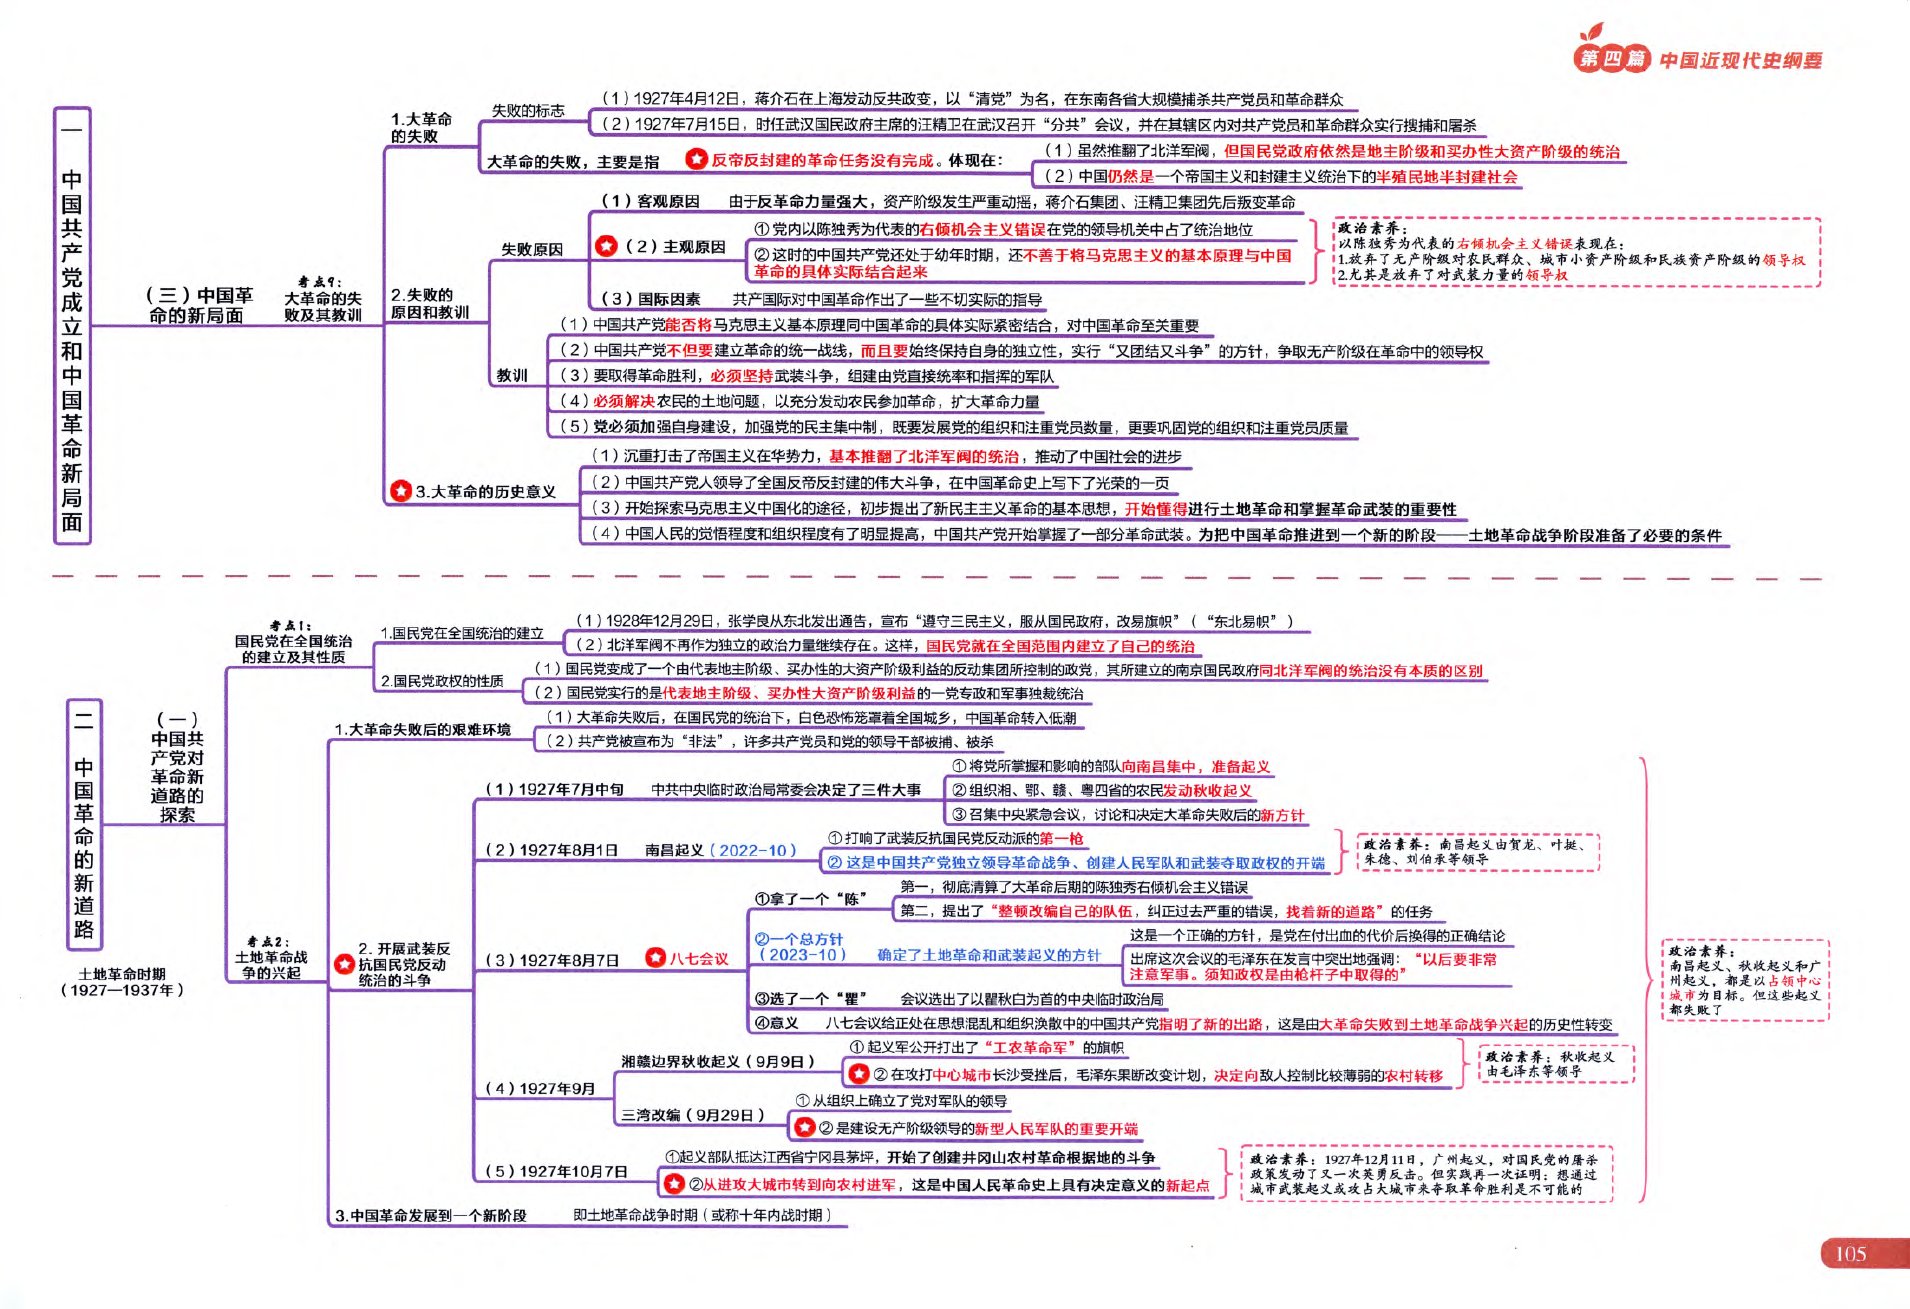 第四篇 中国近现代史纲要
一 中国共产党成立和中国革命新局面
（三）中国革
命的新局面
考点9：
大革命的失
败及其教训
1.大革命
的失败
失败的标志
（1）1927年4月12日，蒋介石在上海发动反共政变，以“清党”为名，在东南各省大规模捕杀共产党员和革命群众
（2）1927年7月15日，时任武汉国民政府主席的汪精卫在武汉召开“分共”会议，并在其辖区内对共产党员和革命群众实行搜捕和屠杀
大革命的失败，主要是指
反帝反封建的革命任务没有完成。体现在：
（1）虽然推翻了北洋军阀，但国民党政府依然是地主阶级和买办性大资产阶级的统治
（2）中国仍然是一个帝国主义和封建主义统治下的半殖民地半封建社会
2.失败的
原因和教训
失败原因
（1）客观原因 由于反革命力量强大，资产阶级发生严重动摇，蒋介石集团、汪精卫集团先后叛变革命
（2）主观原因
①党内以陈独秀为代表的右倾机会主义错误在党的领导机关中占了统治地位
②这时的中国共产党还处于幼年时期，还不善于将马克思主义的基本原理与中国
革命的具体实际结合起来
政治素养：
以陈独秀为代表的右倾机会主义错误表现在：
1.放弃了无产阶级对农民群众、城市小资产阶级和民族资产阶级的领导权
2.尤其是放弃了对武装力量的领导权
（3）国际因素 共产国际对中国革命作出了一些不切实际的指导
教训
（1）中国共产党能否将马克思主义基本原理同中国革命的具体实际紧密结合，对中国革命至关重要
（2）中国共产党不但要建立革命的统一战线，而且要始终保持自身的独立性，实行“又团结又斗争”的方针，争取无产阶级在革命中的领导权
（3）要取得革命胜利，必须坚持武装斗争，组建由党直接统率和指挥的军队
（4）必须解决农民的土地问题，以充分发动农民参加革命，扩大革命力量
（5）党必须加强自身建设，加强党的民主集中制，既要发展党的组织和注重党员数量，更要巩固党的组织和注重党员质量
3.大革命的历史意义
（1）沉重打击了帝国主义在华势力，基本推翻了北洋军阀的统治，推动了中国社会的进步
（2）中国共产党人领导了全国反帝反封建的伟大斗争，在中国革命史上写下了光荣的一页
（3）开始探索马克思主义中国化的途径，初步提出了新民主主义革命的基本思想，开始懂得进行土地革命和掌握革命武装的重要性
（4）中国人民的觉悟程度和组织程度有了明显提高，中国共产党开始掌握了一部分革命武装。为把中国革命推进到一个新的阶段——土地革命战争阶段准备了必要的条件
二 中国革命的新道路
土地革命时期
（1927—1937年）
（一）
中国共
产党对
革命新
道路的
探索
考点1：
国民党在全国统治
的建立及其性质
1.国民党在全国统治的建立
（1）1928年12月29日，张学良从东北发出通告，宣布“遵守三民主义，服从国民政府，改易旗帜”（“东北易帜”）
（2）北洋军阀不再作为独立的政治力量继续存在。这样，国民党就在全国范围内建立了自己的统治
2.国民党政权的性质
（1）国民党变成了一个由代表地主阶级、买办性的大资产阶级利益的反动集团所控制的政党，其所建立的南京国民政府同北洋军阀的统治没有本质的区别
（2）国民党实行的是代表地主阶级、买办性大资产阶级利益的一党专政和军事独裁统治
考点2：
土地革命战
争的兴起
1.大革命失败后的艰难环境
（1）大革命失败后，在国民党的统治下，白色恐怖笼罩着全国城乡，中国革命转入低潮
（2）共产党被宣布为“非法”，许多共产党员和党的领导干部被捕、被杀
2.开展武装反
抗国民党反动
统治的斗争
（1）1927年7月中旬 中共中央临时政治局常委会决定了三件大事
①将党所掌握和影响的部队向南昌集中，准备起义
②组织湘、鄂、赣、粤四省的农民发动秋收起义
③召集中央紧急会议，讨论和决定大革命失败后的新方针
（2）1927年8月1日 南昌起义（2022-10）
①打响了武装反抗国民党反动派的第一枪
②这是中国共产党独立领导革命战争、创建人民军队和武装夺取政权的开端
政治素养：南昌起义由贺龙、叶挺、
朱德、刘伯承等领导
（3）1927年8月7日 八七会议
①拿了一个“陈”
第一，彻底清算了大革命后期的陈独秀右倾机会主义错误
第二，提出了“整顿改编自己的队伍，纠正过去严重的错误，找着新的道路”的任务
②一个总方针
（2023-10）
确定了土地革命和武装起义的方针
这是一个正确的方针，是党在付出血的代价后换得的正确结论
出席这次会议的毛泽东在发言中突出地强调：“以后要非常
注意军事。须知政权是由枪杆子中取得的”
③选了一个“瞿” 会议选出了以瞿秋白为首的中央临时政治局
④意义 八七会议给正处在思想混乱和组织涣散中的中国共产党指明了新的出路，这是由大革命失败到土地革命战争兴起的历史性转变
（4）1927年9月
湘赣边界秋收起义（9月9日）
①起义军公开打出了“工农革命军”的旗帜
②在攻打中心城市长沙受挫后，毛泽东果断改变计划，决定向敌人控制比较薄弱的农村转移
政治素养：秋收起义
由毛泽东等领导
三湾改编（9月29日）
①从组织上确立了党对军队的领导
②是建设无产阶级领导的新型人民军队的重要开端
（5）1927年10月7日
①起义部队抵达江西省宁冈县茅坪，开始了创建井冈山农村革命根据地的斗争
②从进攻大城市转到向农村进军，这是中国人民革命史上具有决定意义的新起点
政治素养：1927年12月11日，广州起义，对国民党的屠杀
政策发动了又一次英勇反击。但实践再一次证明：想通过
城市武装起义或攻占大城市来夺取革命胜利是不可能的
政治素养：
南昌起义、秋收起义和广
州起义，都是以占领中心
城市为目标。但这些起义
都失败了
3.中国革命发展到一个新阶段 即土地革命战争时期（或称十年内战时期）
105